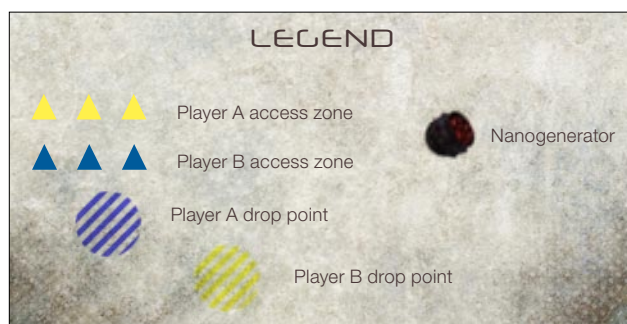 LEGEND
Player A access zone
Nanogenerator
Player B access zone
Player A drop point
Player B drop point